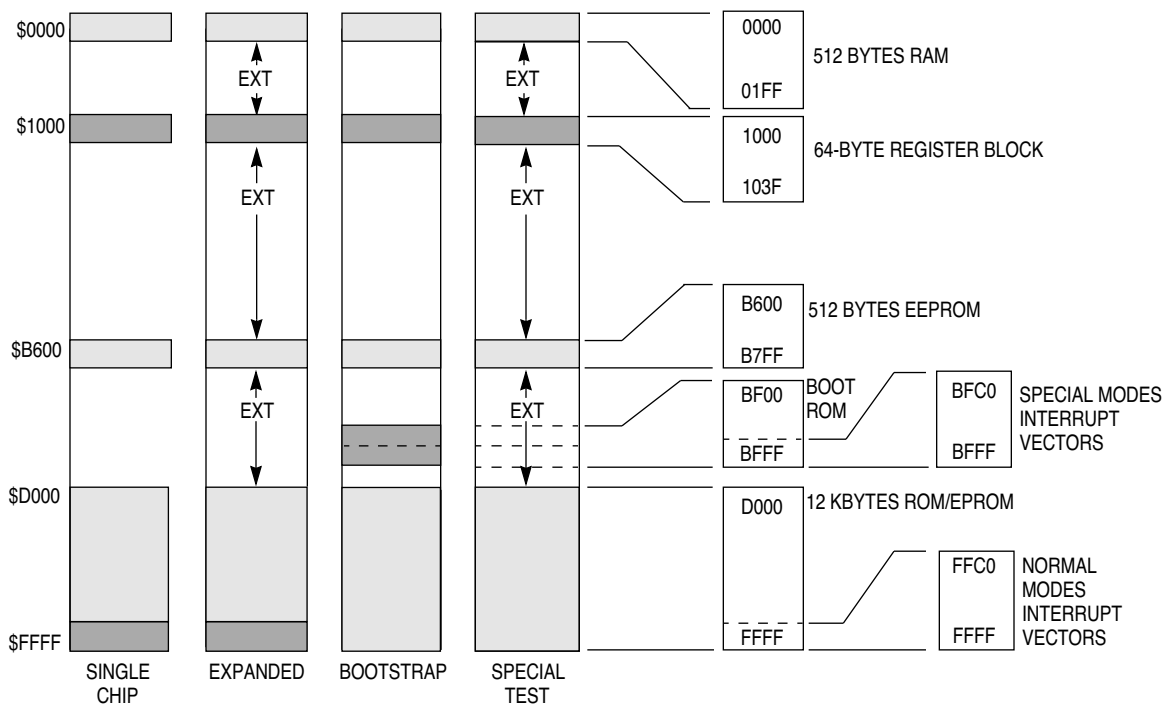 $0000
$1000
$B600
$D000
$FFFF
EXT
EXT
EXT
EXT
EXT
EXT
SINGLE
CHIP
EXPANDED
BOOTSTRAP
SPECIAL
TEST
0000
01FF
512 BYTES RAM
1000
103F
64-BYTE REGISTER BLOCK
B600
B7FF
512 BYTES EEPROM
BF00
BFFF
BOOT
ROM
BFC0
BFFF
SPECIAL MODES
INTERRUPT
VECTORS
D000
FFFF
12 KBYTES ROM/EPROM
FFC0
FFFF
NORMAL
MODES
INTERRUPT
VECTORS